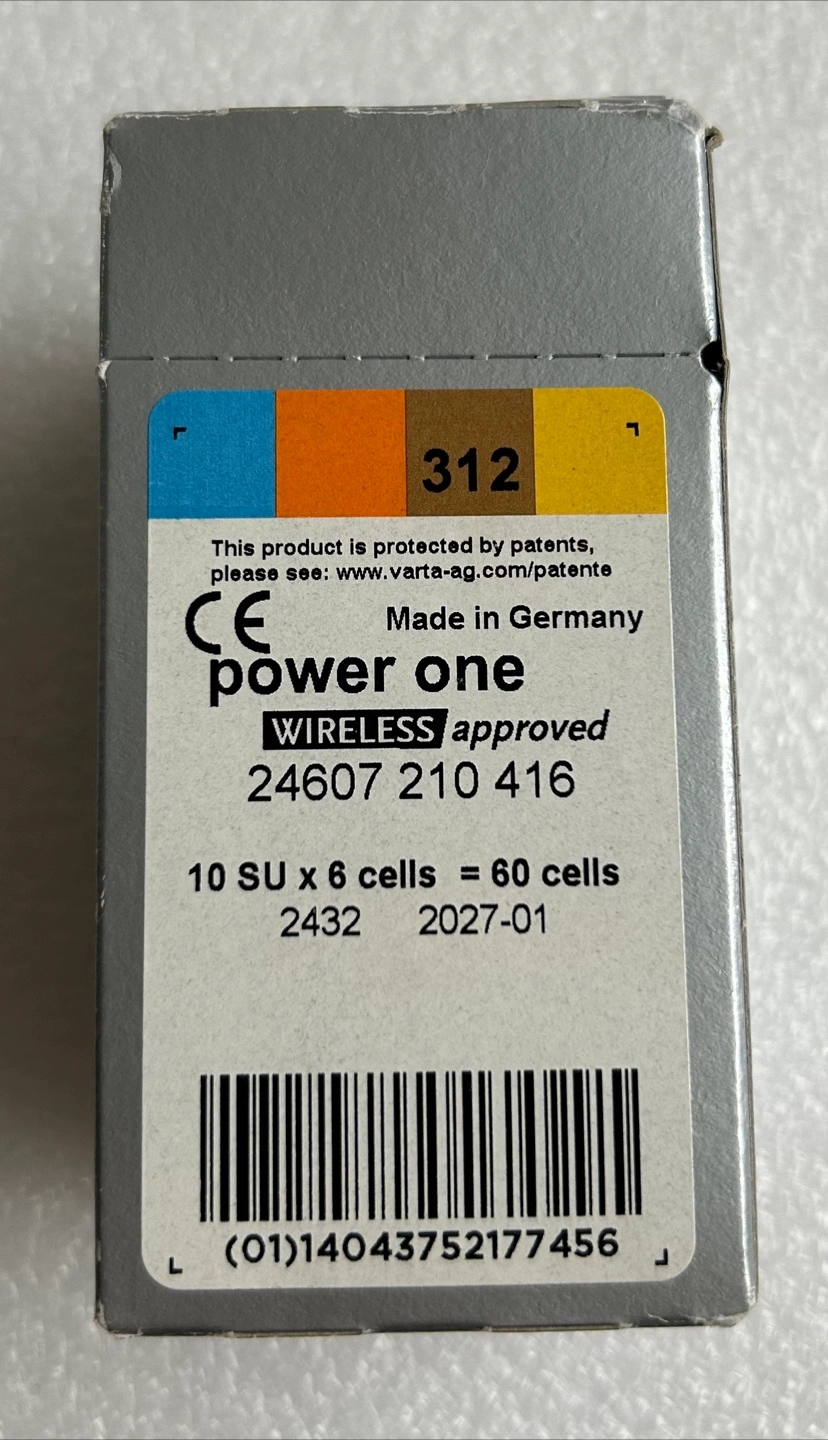 312
This product is protected by patents,
please see: www.varta-ag.com/patente
CE Made in Germany
power one
WIRELESS approved
24607 210 416
10 SU x 6 cells = 60 cells
2432 2027-01
(01)14043752177456